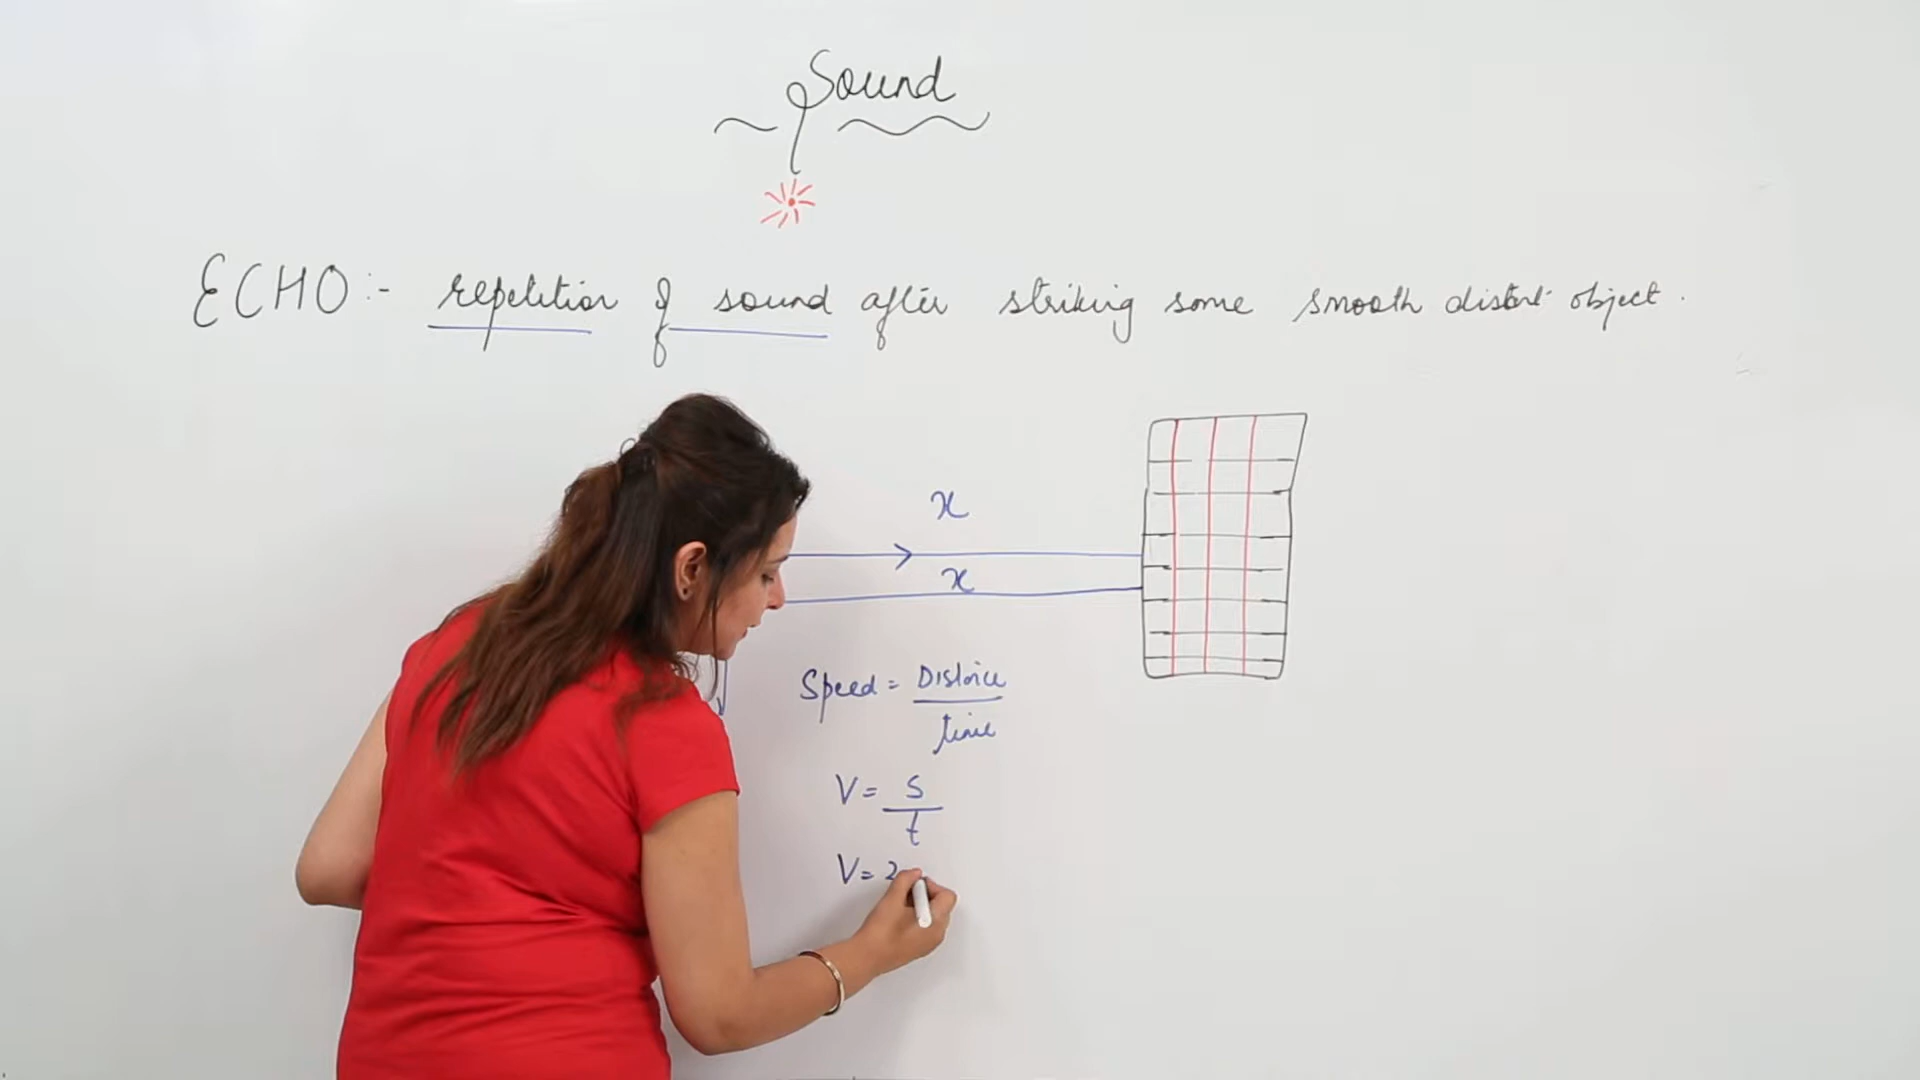 Sound
ECHO:- repetition of sound after striking some smooth distant object.
x
x
Speed = Distance
time
V = S
t
V = 2